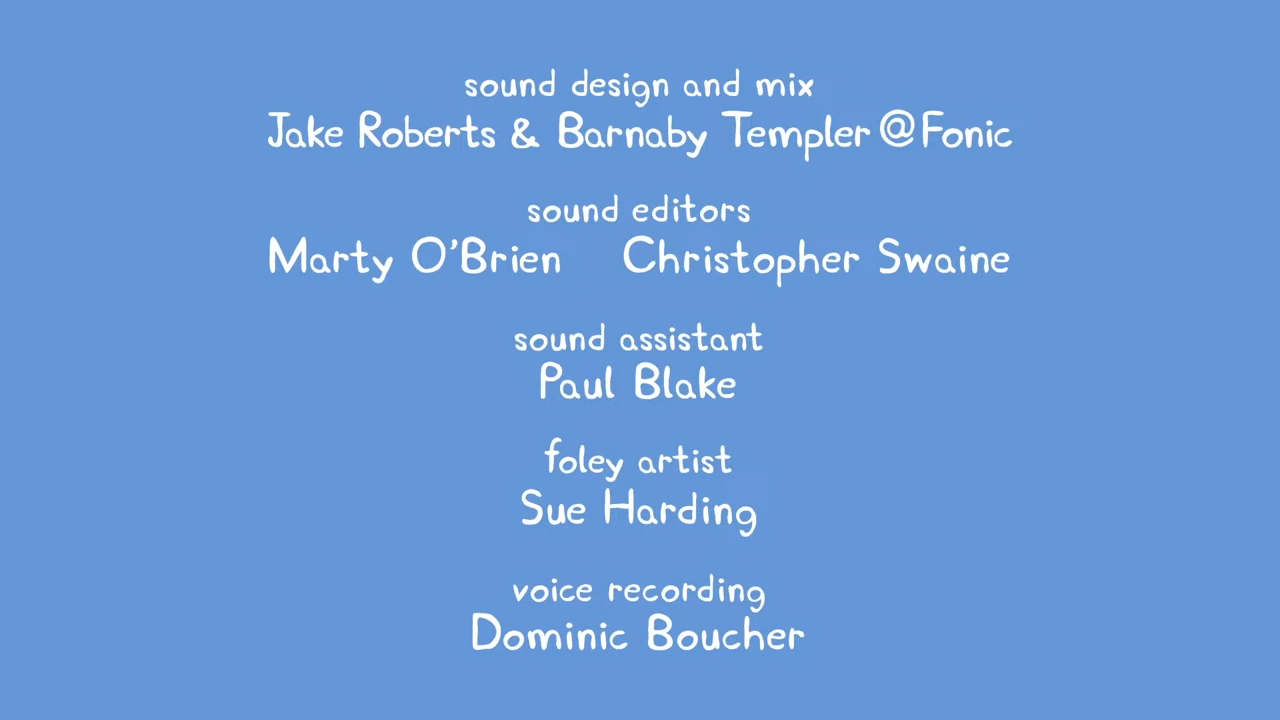 sound design and mix
Jake Roberts & Barnaby Templer @ Fonic
sound editors
Marty O'Brien Christopher Swaine
sound assistant
Paul Blake
foley artist
Sue Harding
voice recording
Dominic Boucher